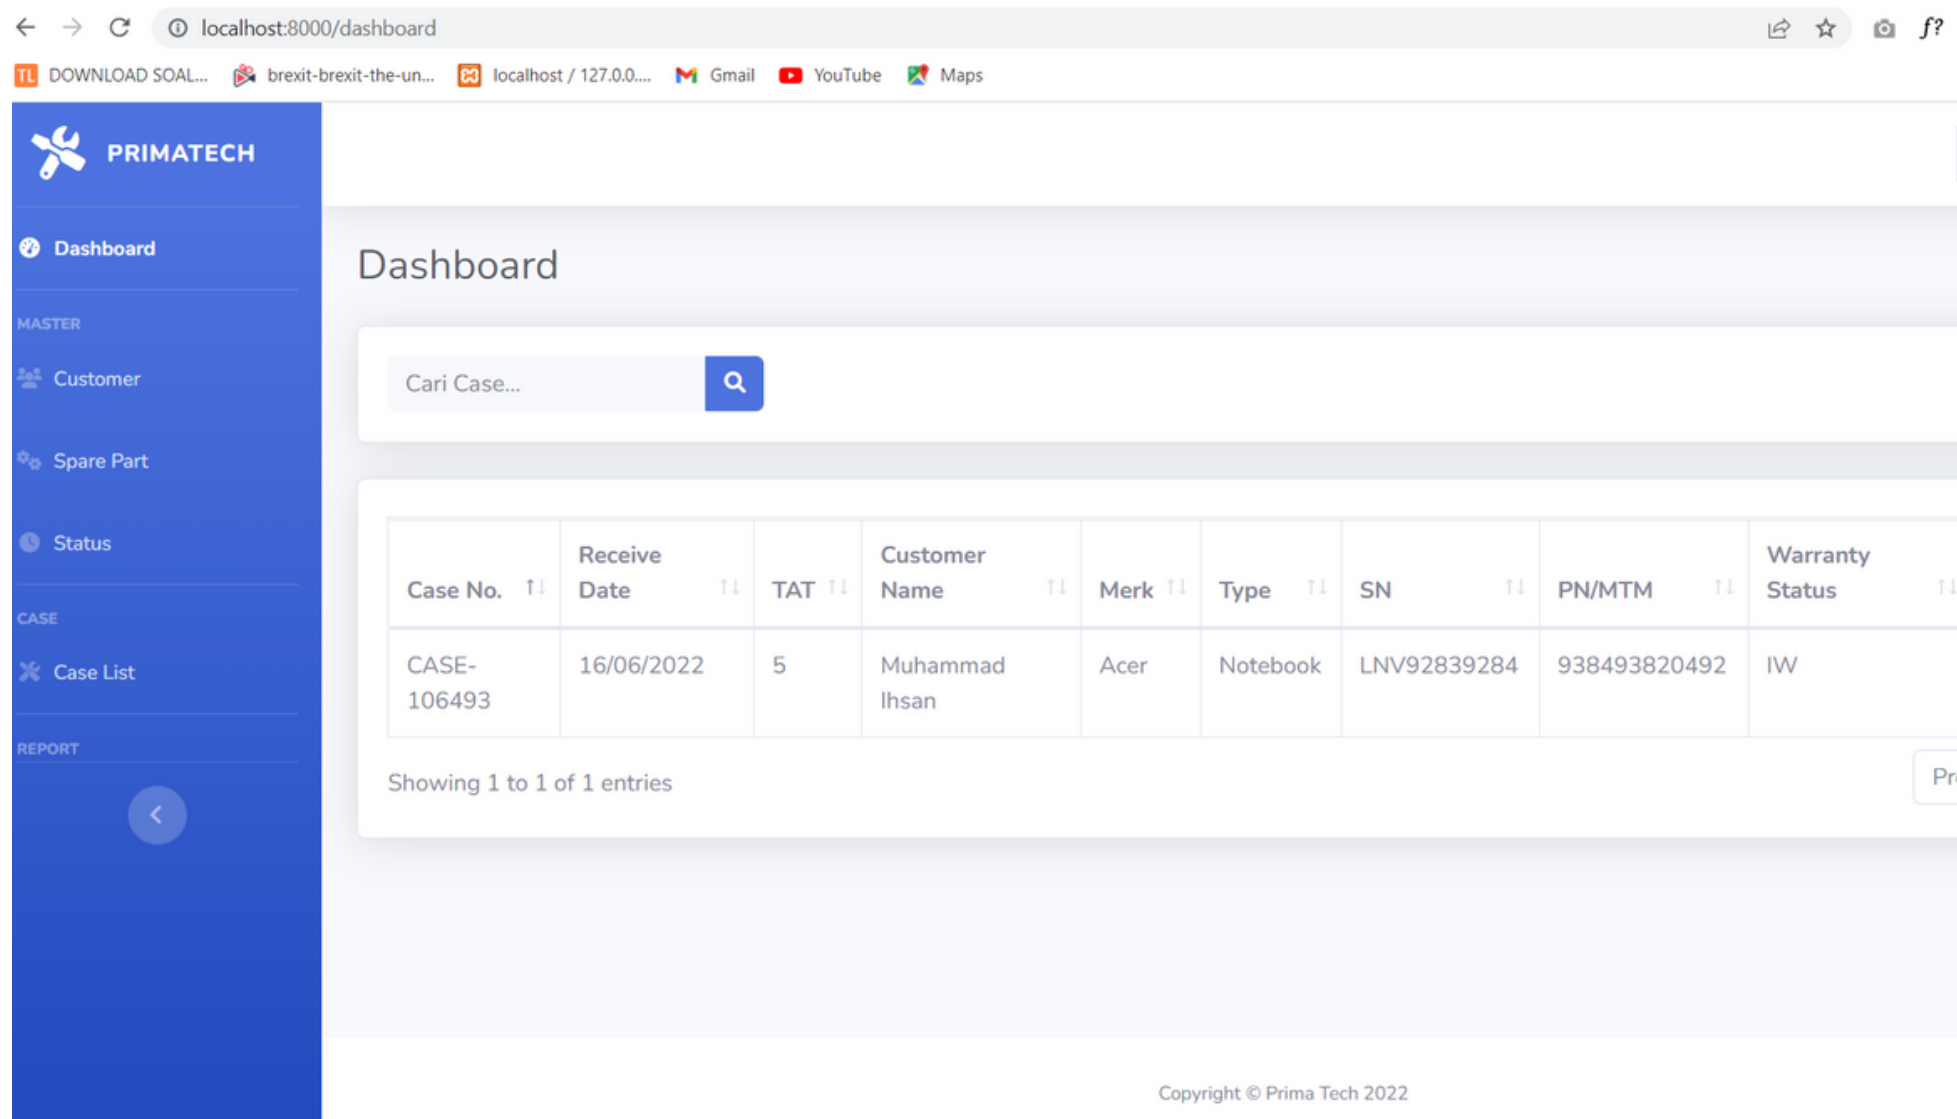 localhost:8000/dashboard
f?
DOWNLOAD SOAL... brexit-brexit-the-un... localhost / 127.0.0.... Gmail YouTube Maps
PRIMATECH
Dashboard
MASTER
Customer
Spare Part
Status
CASE
Case List
REPORT
Dashboard
Cari Case...
Case No. Receive Date TAT Customer Name Merk Type SN PN/MTM Warranty Status
CASE-106493 16/06/2022 5 Muhammad Ihsan Acer Notebook LNV92839284 938493820492 IW
Showing 1 to 1 of 1 entries
Copyright © Prima Tech 2022